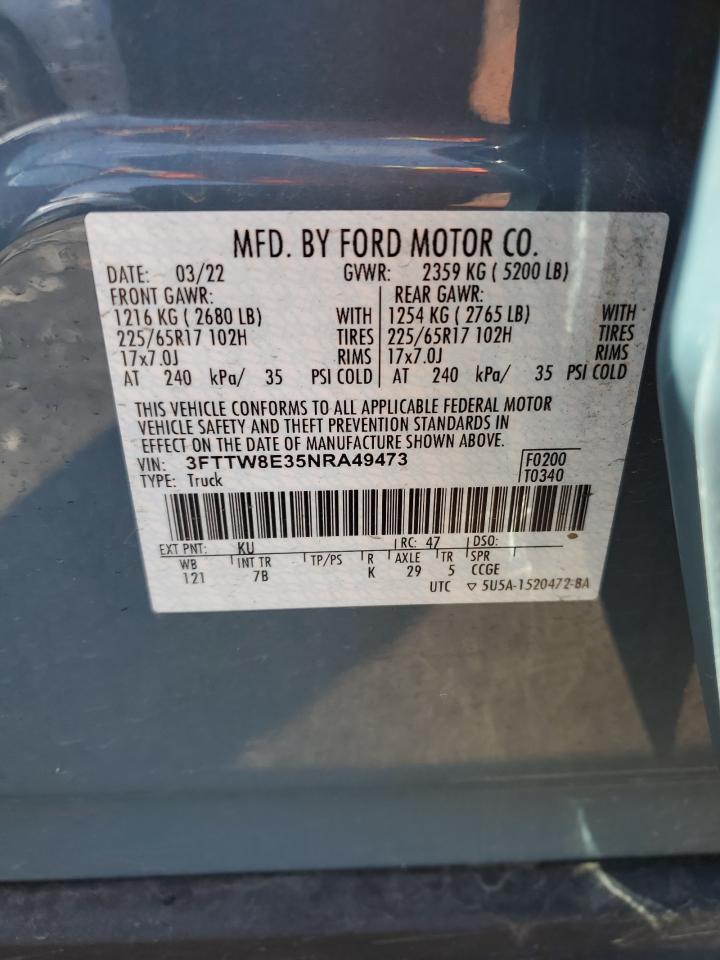 MFD. BY FORD MOTOR CO.
DATE: 03/22 GVWR: 2359 KG ( 5200 LB)
FRONT GAWR: REAR GAWR:
1216 KG ( 2680 LB) WITH 1254 KG ( 2765 LB) WITH
225/65R17 102H TIRES 225/65R17 102H TIRES
17x7.0J RIMS 17x7.0J RIMS
AT 240 kPa/ 35 PSI COLD AT 240 kPa/ 35 PSI COLD
THIS VEHICLE CONFORMS TO ALL APPLICABLE FEDERAL MOTOR
VEHICLE SAFETY AND THEFT PREVENTION STANDARDS IN
EFFECT ON THE DATE OF MANUFACTURE SHOWN ABOVE.
VIN: 3FTTW8E35NRA49473 F0200
TYPE: Truck T0340
EXT PNT: KU RC: 47 DSO:
WB INT TR TP/PS R AXLE TR SPR
121 7B K 29 5 CCGE
UTC ▽ 5U5A-1520472-BA